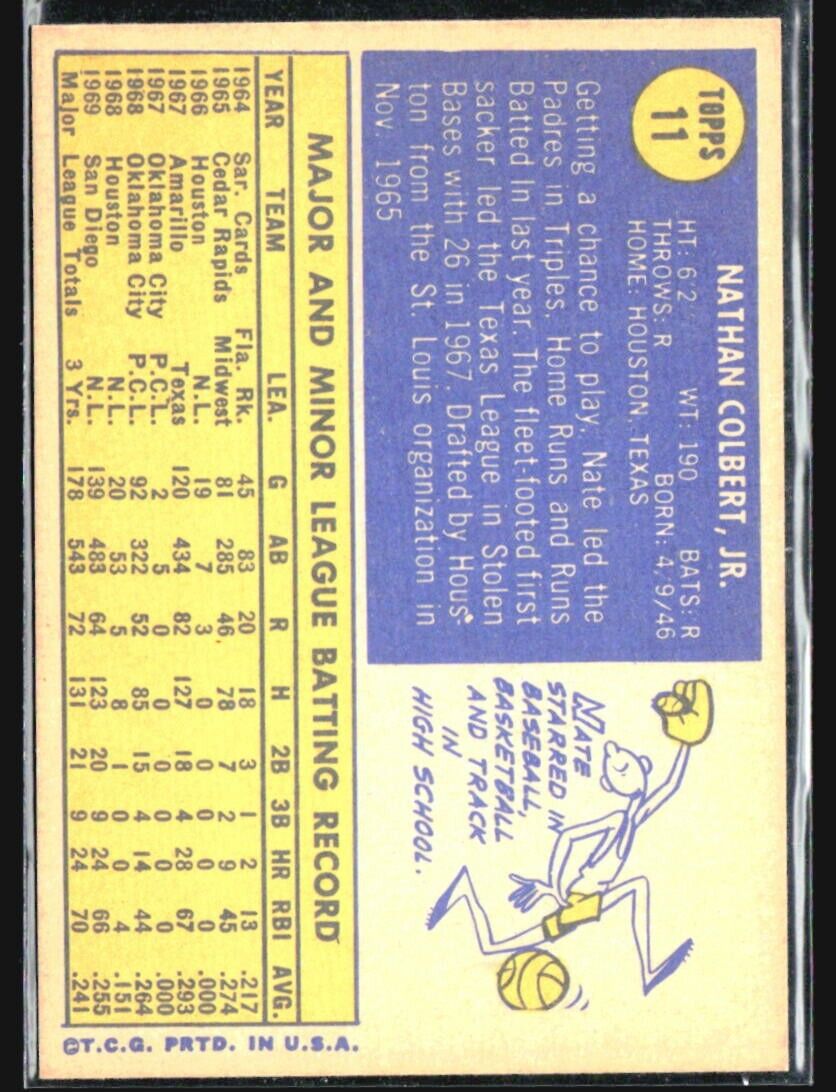 TOPPS
11
NATHAN COLBERT, JR.
HT: 6'2" WT: 190 BATS: R
THROWS: R BORN: 4/9/46
HOME: HOUSTON, TEXAS
Getting a chance to play, Nate led the
Padres in Triples, Home Runs and Runs
Batted In last year. The fleet-footed first
sacker led the Texas League in Stolen
Bases with 26 in 1967. Drafted by Hous-
ton from the St. Louis organization in
Nov. 1965
NATE
STARRED IN
BASEBALL,
BASKETBALL
AND TRACK
IN
HIGH SCHOOL.
MAJOR AND MINOR LEAGUE BATTING RECORD
YEAR TEAM LEA. G AB R H 2B 3B HR RBI AVG.
1964 Sar. Cards Fla. Rk. 45 83 20 18 3 1 2 13 .217
1965 Cedar Rapids Midwest 81 285 46 78 7 2 9 45 .274
1966 Houston N.L. 19 7 3 0 0 0 0 0 .000
1967 Amarillo Texas 120 434 82 127 18 4 28 67 .293
1967 Oklahoma City P.C.L. 2 5 0 0 0 0 0 0 .000
1968 Oklahoma City P.C.L. 92 322 52 85 15 4 14 44 .264
1968 Houston N.L. 20 53 5 8 1 0 0 4 .151
1969 San Diego N.L. 139 483 64 123 20 9 24 66 .255
Major League Totals 3 Yrs. 178 543 72 131 21 9 24 70 .241
©T.C.G. PRTD. IN U.S.A.